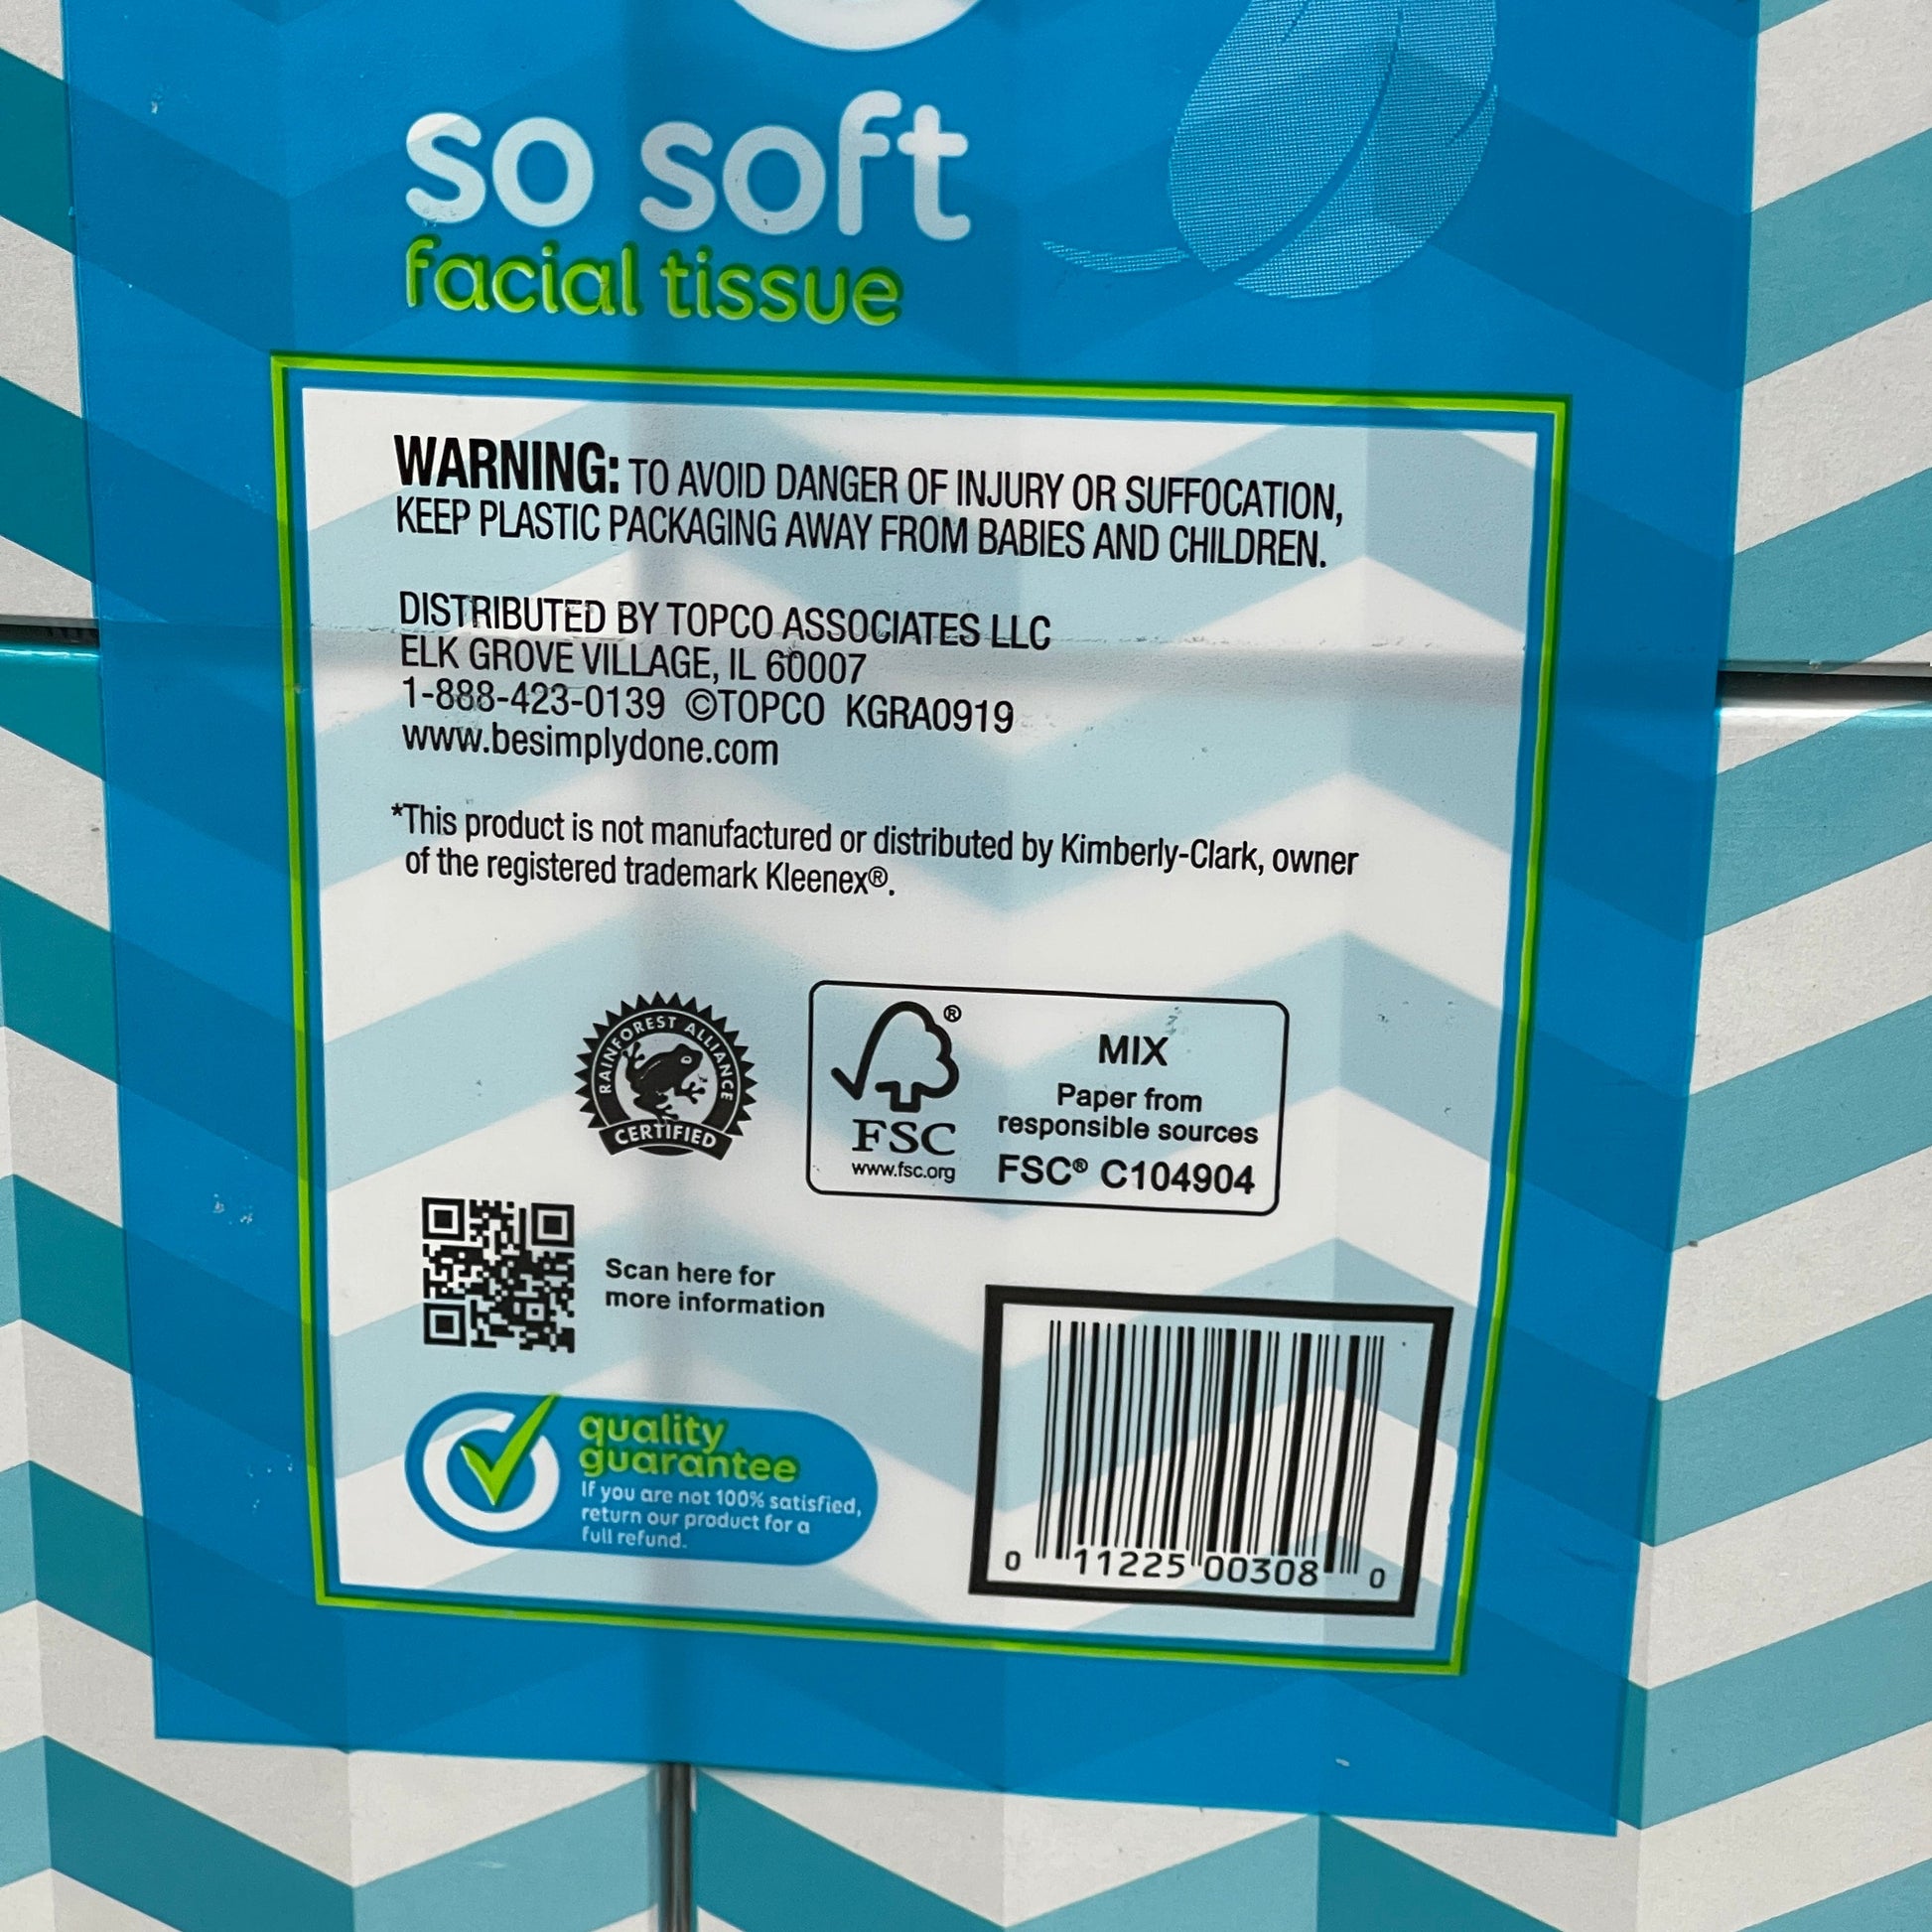 so soft
facial tissue
WARNING: TO AVOID DANGER OF INJURY OR SUFFOCATION,
KEEP PLASTIC PACKAGING AWAY FROM BABIES AND CHILDREN.
DISTRIBUTED BY TOPCO ASSOCIATES LLC
ELK GROVE VILLAGE, IL 60007
1-888-423-0139 ©TOPCO KGRA0919
www.besimplydone.com
*This product is not manufactured or distributed by Kimberly-Clark, owner
of the registered trademark Kleenex®.
RAINFOREST ALLIANCE
CERTIFIED
®
FSC
www.fsc.org
MIX
Paper from
responsible sources
FSC® C104904
Scan here for
more information
quality
guarantee
If you are not 100% satisfied,
return our product for a
full refund.
0 11225 00308 0